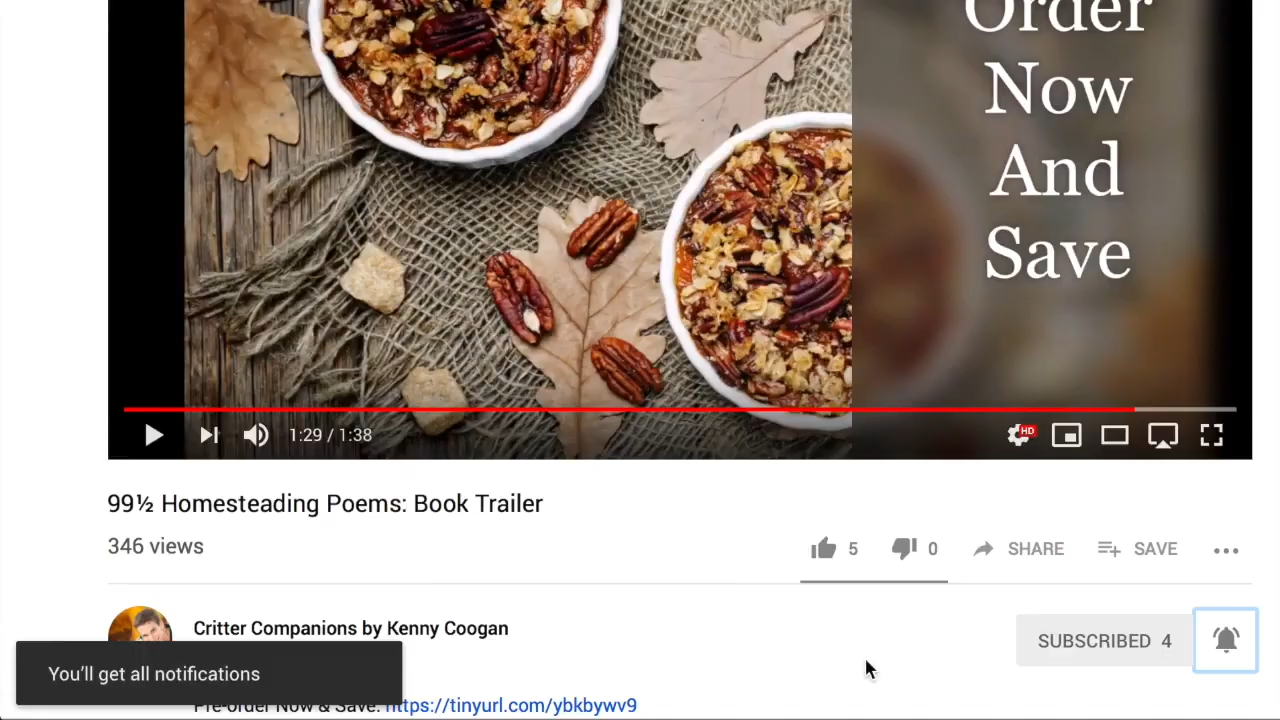 Order
Now
And
Save
1:29 / 1:38
HD
99½ Homesteading Poems: Book Trailer
346 views
5
0
SHARE
SAVE
Critter Companions by Kenny Coogan
SUBSCRIBED 4
You'll get all notifications
Pre-order Now & Save: https://tinyurl.com/ybkbywv9